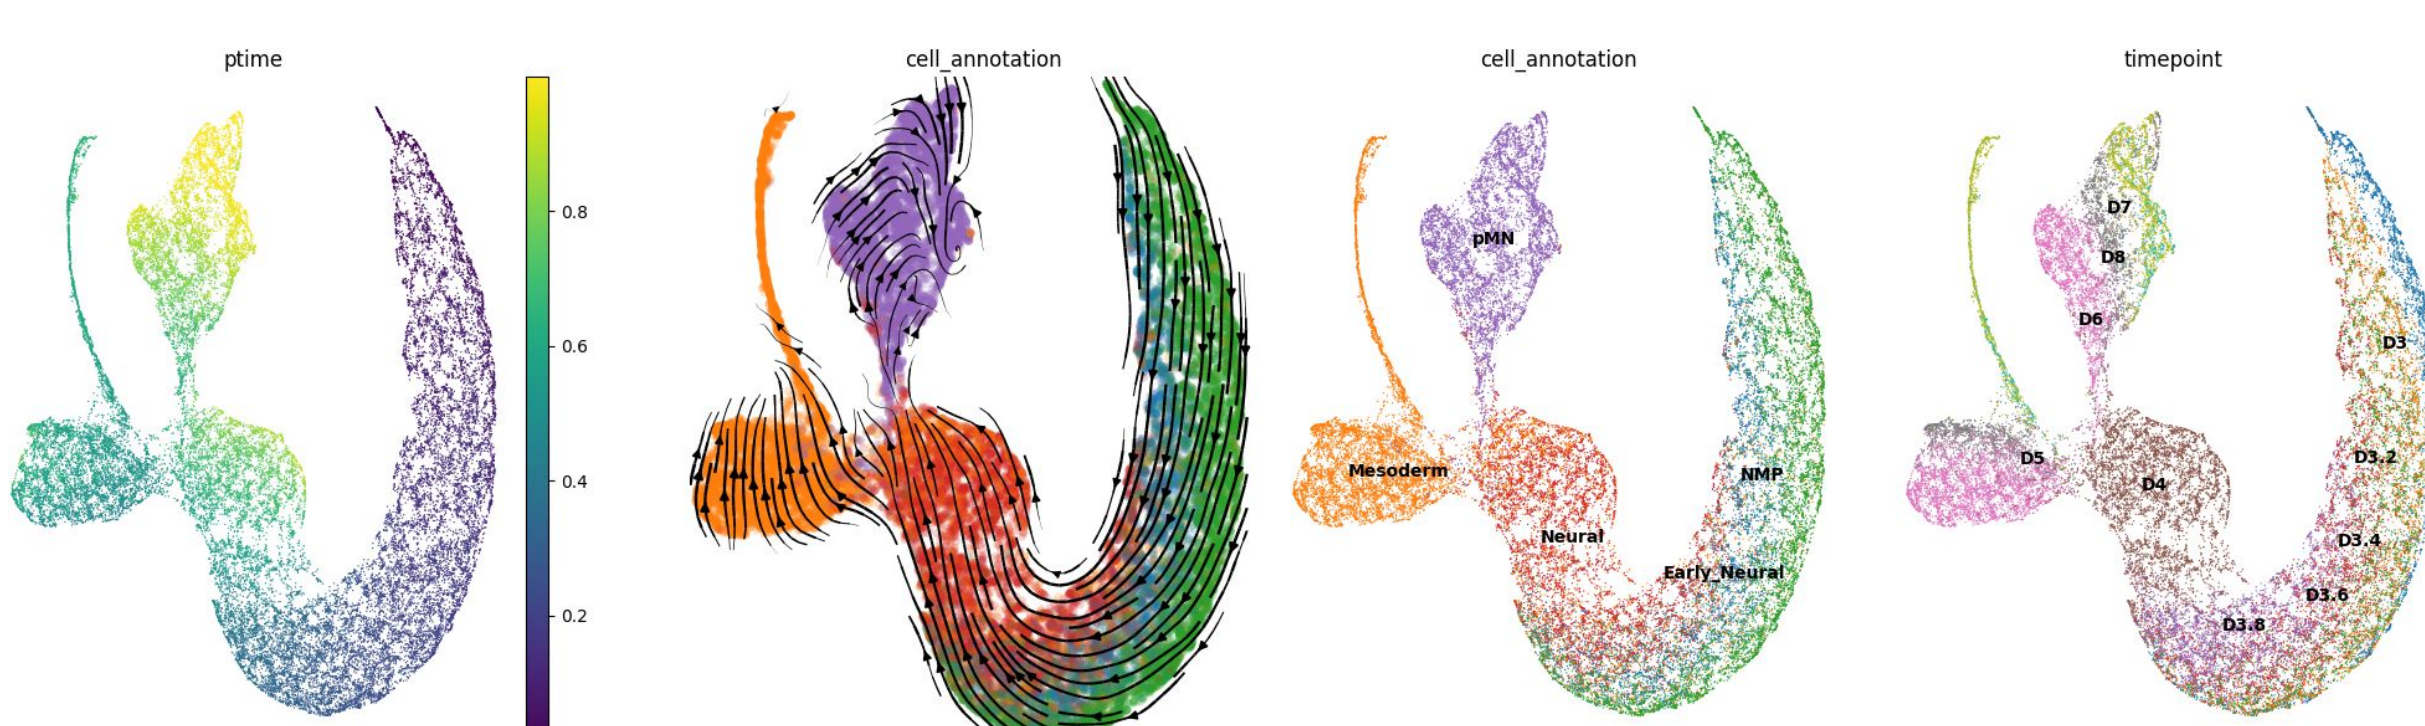 ptime
cell_annotation
cell_annotation
timepoint
0.8
0.6
0.4
0.2
pMN
Mesoderm
NMP
Neural
Early_Neural
D7
D8
D6
D3
D5
D3.2
D4
D3.4
D3.6
D3.8